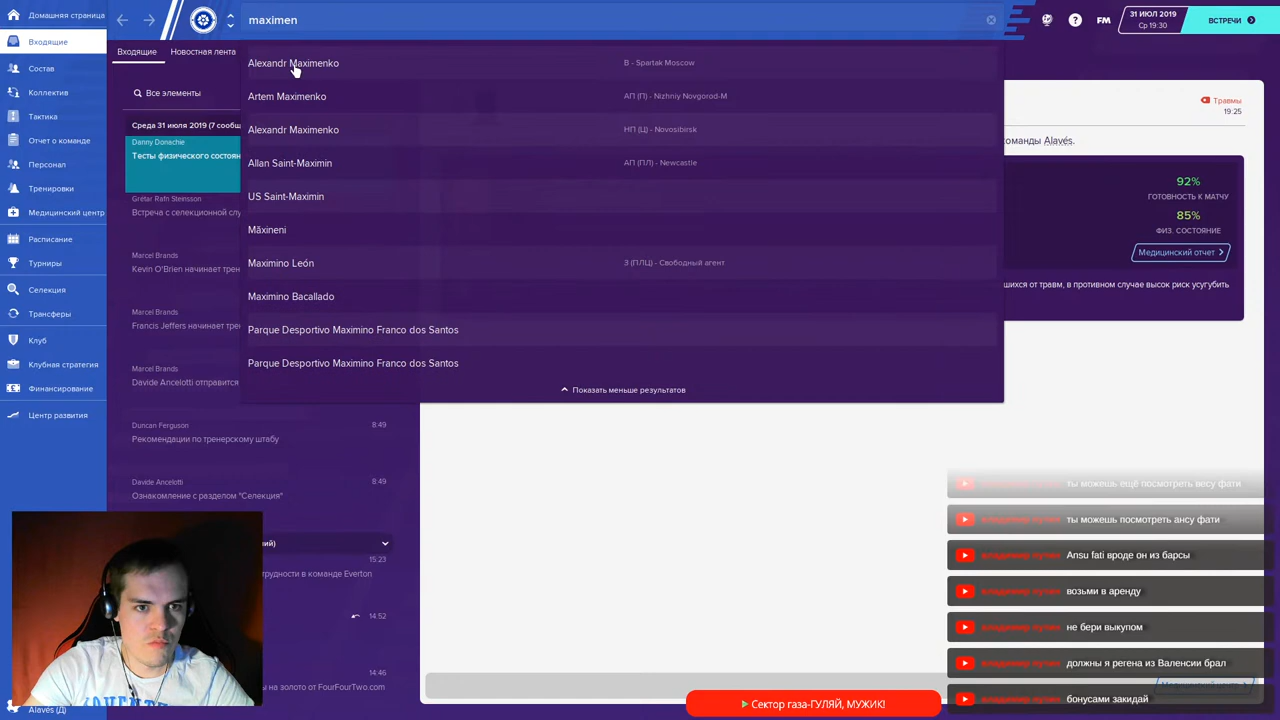 Домашняя страница
maximen
FM
31 ИЮЛ 2019
Ср 19:30
ВСТРЕЧИ
Входящие
Состав
Коллектив
Тактика
Отчет о команде
Персонал
Тренировки
Медицинский центр
Расписание
Турниры
Селекция
Трансферы
Клуб
Клубная стратегия
Финансирование
Центр развития
Alavés (Д)
Входящие
Новостная лента
Все элементы
Среда 31 июля 2019 (7 сообщ
Danny Donachie
Тесты физического состоян
Grétar Rafn Steinsson
Встреча с селекционной слу
Marcel Brands
Kevin O'Brien начинает трен
Marcel Brands
Francis Jeffers начинает тре
Marcel Brands
Davide Ancelotti отправится
Duncan Ferguson
8:49
Рекомендации по тренерскому штабу
Davide Ancelotti
8:49
Ознакомление с разделом "Селекция"
ний)
15:23
трудности в команде Everton
14:52
14:46
ы на золото от FourFourTwo.com
Alexandr Maximenko
В - Spartak Moscow
Artem Maximenko
АП (П) - Nizhniy Novgorod-M
Alexandr Maximenko
НП (Ц) - Novosibirsk
Allan Saint-Maximin
АП (ПЛ) - Newcastle
US Saint-Maximin
Măxineni
Maximino León
З (ПЛЦ) - Свободный агент
Maximino Bacallado
Parque Desportivo Maximino Franco dos Santos
Parque Desportivo Maximino Franco dos Santos
Показать меньше результатов
Травмы
19:25
оманды Alavés.
92%
ГОТОВНОСТЬ К МАТЧУ
85%
ФИЗ. СОСТОЯНИЕ
Медицинский отчет
шихся от травм, в противном случае высок риск усугубить
ты можешь ещё посмотреть весу фати
ты можешь посмотреть ансу фати
Ansu fati вроде он из барсы
возьми в аренду
не бери выкупом
должны я регена из Валенсии брал
Медицинский центр
бонусами закидай
Сектор газа-ГУЛЯЙ, МУЖИК!